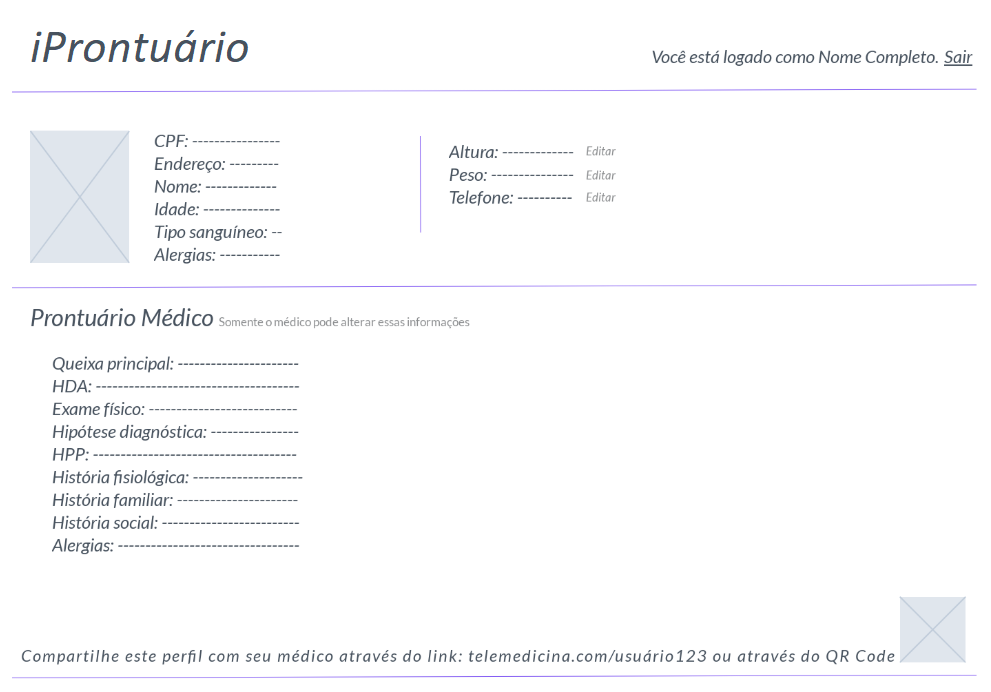 iProntuário
Você está logado como Nome Completo. Sair
CPF: ----------------
Endereço: ---------
Nome: -------------
Idade: --------------
Tipo sanguíneo: --
Alergias: -----------
Altura: ------------- Editar
Peso: --------------- Editar
Telefone: ---------- Editar
Prontuário Médico Somente o médico pode alterar essas informações
Queixa principal: ----------------------
HDA: -------------------------------------
Exame físico: ---------------------------
Hipótese diagnóstica: ----------------
HPP: -------------------------------------
História fisiológica: --------------------
História familiar: ----------------------
História social: -------------------------
Alergias: ---------------------------------
Compartilhe este perfil com seu médico através do link: telemedicina.com/usuário123 ou através do QR Code